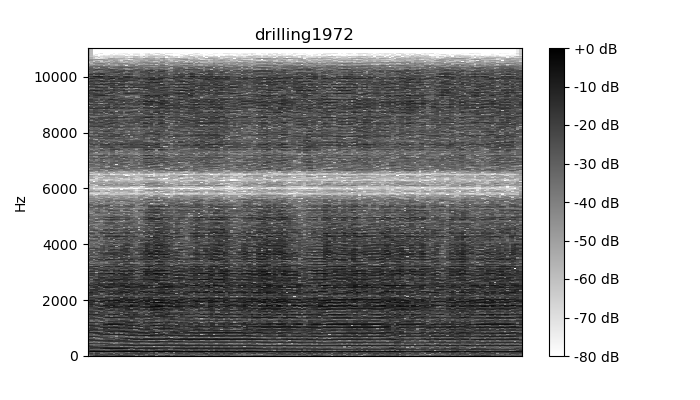 drilling1972
Hz
10000
8000
6000
4000
2000
0
+0 dB
-10 dB
-20 dB
-30 dB
-40 dB
-50 dB
-60 dB
-70 dB
-80 dB